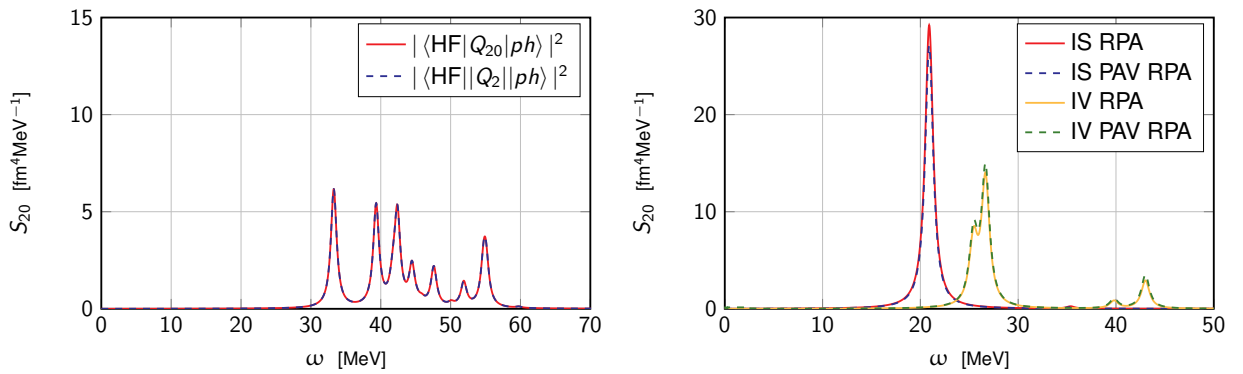 15
10
5
0
0 10 20 30 40 50 60 70
S₂₀ [fm⁴MeV⁻¹]
ω [MeV]
| ⟨HF|Q₂₀|ph⟩ |²
| ⟨HF||Q₂||ph⟩ |²
30
20
10
0
0 10 20 30 40 50
S₂₀ [fm⁴MeV⁻¹]
ω [MeV]
IS RPA
IS PAV RPA
IV RPA
IV PAV RPA